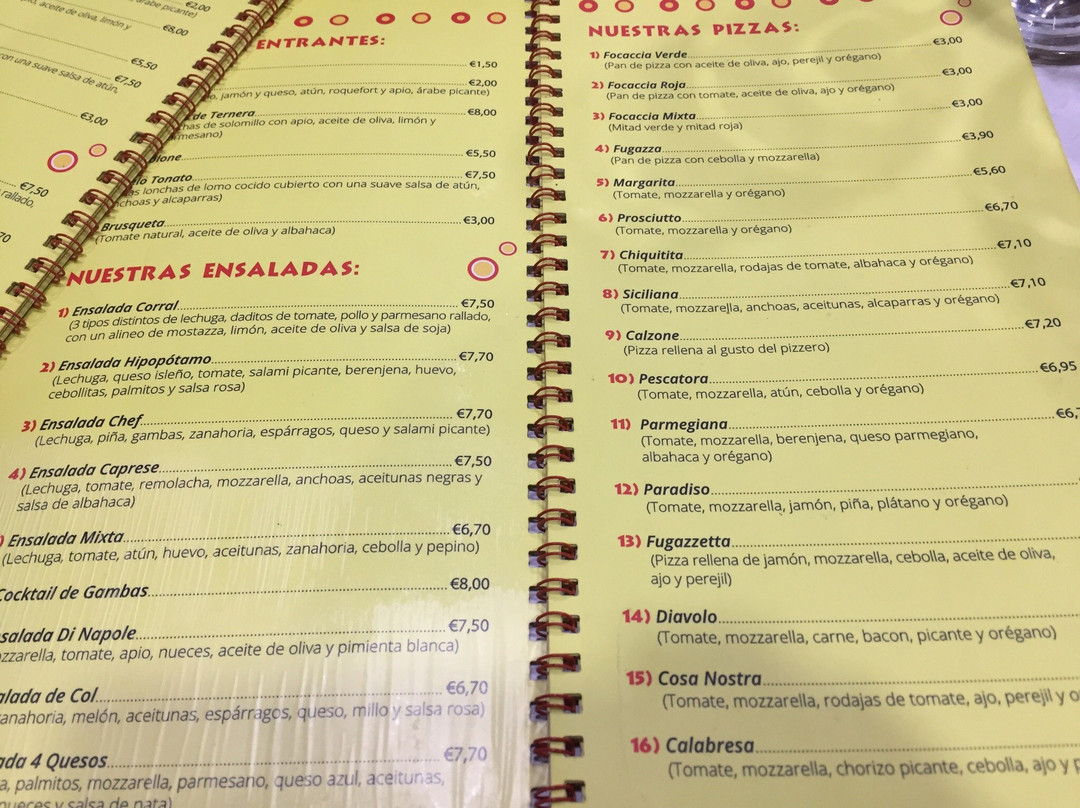 €2,00
aceite de oliva, limón y
€8,00
€5,50
con una suave salsa de atún,
€7,50
€3,00
€7,50
rallado,
ENTRANTES:
€1,50
€2,00
jamón y queso, atún, roquefort y apio, árabe picante)
de Ternera €8,00
de solomillo con apio, aceite de oliva, limón y
€5,50
Tonato €7,50
lonchas de lomo cocido cubierto con una suave salsa de atún,
y alcaparras)
Brusqueta €3,00
(Tomate natural, aceite de oliva y albahaca)
NUESTRAS ENSALADAS:
1) Ensalada Corral €7,50
(3 tipos distintos de lechuga, daditos de tomate, pollo y parmesano rallado,
con un alineo de mostazza, limón, aceite de oliva y salsa de soja)
2) Ensalada Hipopótamo €7,70
(Lechuga, queso isleño, tomate, salami picante, berenjena, huevo,
cebollitas, palmitos y salsa rosa)
3) Ensalada Chef €7,70
(Lechuga, piña, gambas, zanahoria, espárragos, queso y salami picante)
4) Ensalada Caprese €7,50
(Lechuga, tomate, remolacha, mozzarella, anchoas, aceitunas negras y
salsa de albahaca)
) Ensalada Mixta €6,70
(Lechuga, tomate, atún, huevo, aceitunas, zanahoria, cebolla y pepino)
Cocktail de Gambas €8,00
salada Di Napole €7,50
zzarella, tomate, apio, nueces, aceite de oliva y pimienta blanca)
alada de Col €6,70
anahoria, melón, aceitunas, espárragos, queso, millo y salsa rosa)
ada 4 Quesos €7,70
a, palmitos, mozzarella, parmesano, queso azul, aceitunas,
nueces y salsa de nata)
NUESTRAS PIZZAS:
1) Focaccia Verde €3,00
(Pan de pizza con aceite de oliva, ajo, perejil y orégano)
2) Focaccia Roja €3,00
(Pan de pizza con tomate, aceite de oliva, ajo y orégano)
3) Focaccia Mixta €3,00
(Mitad verde y mitad roja)
4) Fugazza €3,90
(Pan de pizza con cebolla y mozzarella)
5) Margarita €5,60
(Tomate, mozzarella y orégano)
6) Prosciutto €6,70
(Tomate, mozzarella y orégano)
7) Chiquitita €7,10
(Tomate, mozzarella, rodajas de tomate, albahaca y orégano)
8) Siciliana €7,10
(Tomate, mozzarella, anchoas, aceitunas, alcaparras y orégano)
9) Calzone €7,20
(Pizza rellena al gusto del pizzero)
10) Pescatora €6,95
(Tomate, mozzarella, atún, cebolla y orégano)
11) Parmegiana €6,7
(Tomate, mozzarella, berenjena, queso parmegiano,
albahaca y orégano)
12) Paradiso
(Tomate, mozzarella, jamón, piña, plátano y orégano)
13) Fugazzetta
(Pizza rellena de jamón, mozzarella, cebolla, aceite de oliva,
ajo y perejil)
14) Diavolo
(Tomate, mozzarella, carne, bacon, picante y orégano)
15) Cosa Nostra
(Tomate, mozzarella, rodajas de tomate, ajo, perejil y o
16) Calabresa
(Tomate, mozzarella, chorizo picante, cebolla, ajo y p